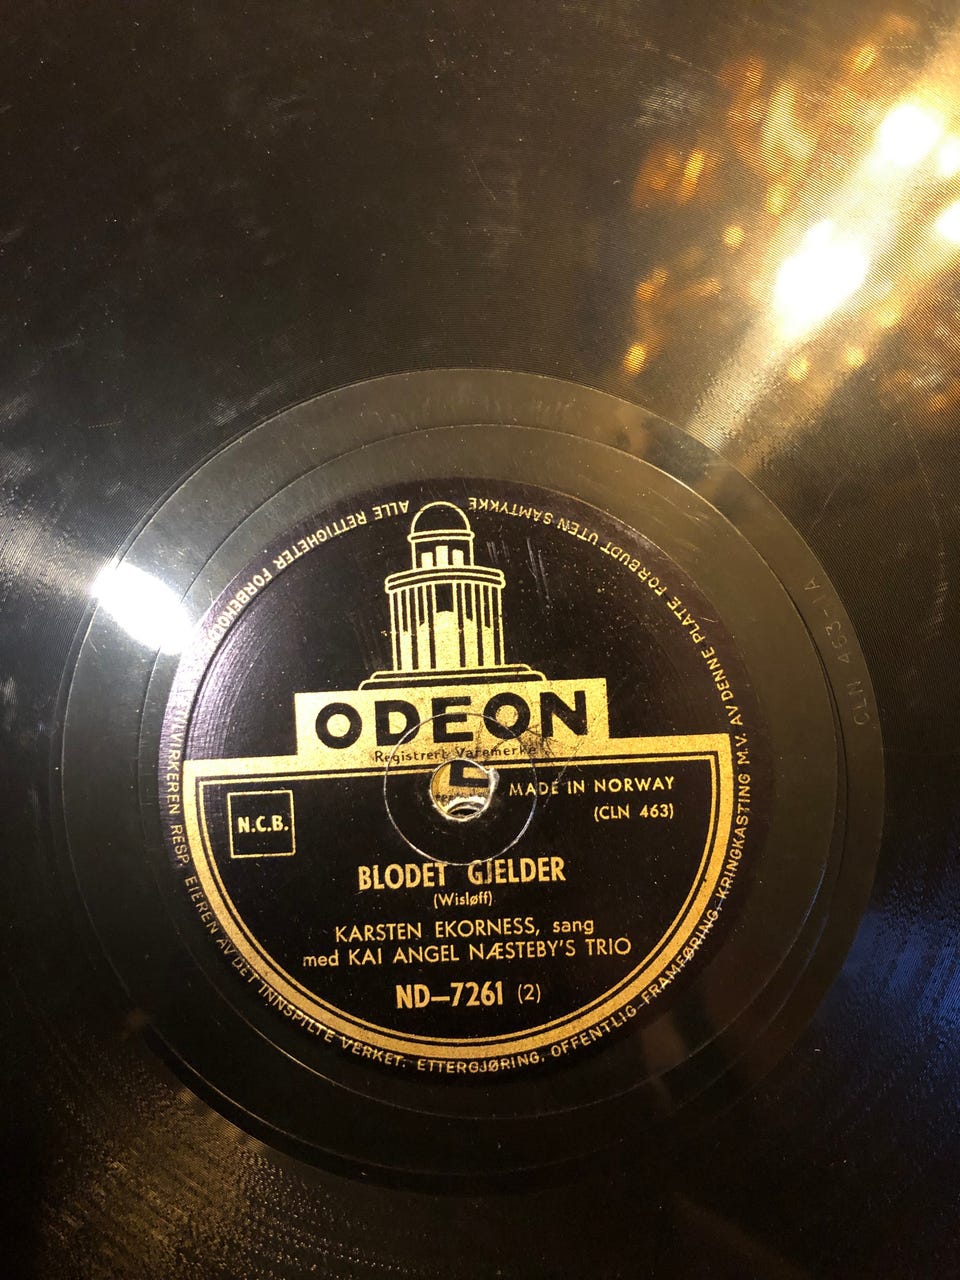 ALLE RETTIGHETER FORBEHOLDT TILVIRKEREN RESP. EIEREN AV DET INNSPILTE VERKET. ETTERGJØRING, OFFENTLIG FRAMFØRING, KRINGKASTING M.V. AV DENNE PLATE FORBUDT UTEN SAMTYKKE
ODEON
Registrert Varemerke
MADE IN NORWAY
(CLN 463)
N.C.B.
BLODET GJELDER
(Wisløff)
KARSTEN EKORNESS, sang
med KAI ANGEL NÆSTEBY'S TRIO
ND—7261 (2)
CLN 463-1A